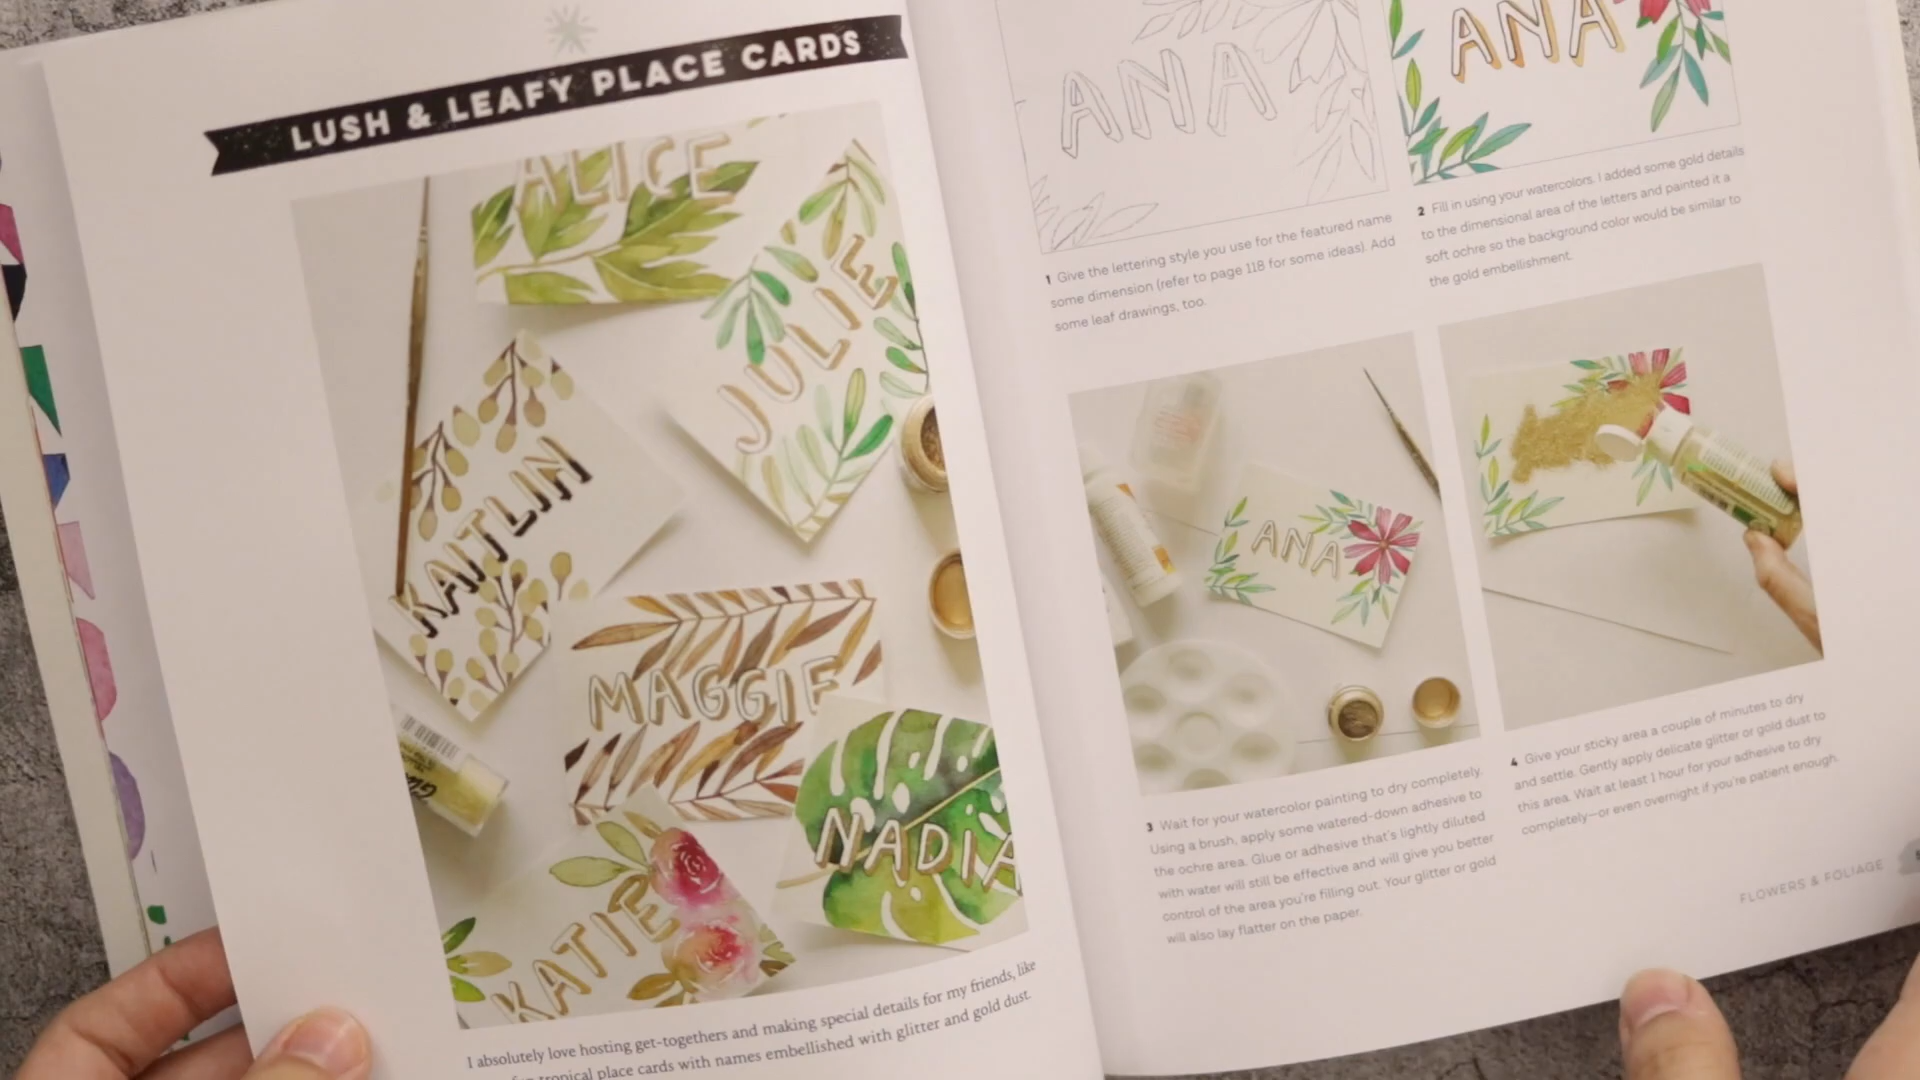 LUSH & LEAFY PLACE CARDS
ALICE
JULIE
KAITLIN
MAGGIE
NADIA
KATIE
I absolutely love hosting get-togethers and making special details for my friends, like
tropical place cards with names embellished with glitter and gold dust.
ANA
ANA
1 Give the lettering style you use for the featured name
some dimension (refer to page 118 for some ideas). Add
some leaf drawings, too.
2 Fill in using your watercolors. I added some gold details
to the dimensional area of the letters and painted it a
soft ochre so the background color would be similar to
the gold embellishment.
ANA
3 Wait for your watercolor painting to dry completely.
Using a brush, apply some watered-down adhesive to
the ochre area. Glue or adhesive that's lightly diluted
with water will still be effective and will give you better
control of the area you're filling out. Your glitter or gold
will also lay flatter on the paper.
4 Give your sticky area a couple of minutes to dry
and settle. Gently apply delicate glitter or gold dust to
this area. Wait at least 1 hour for your adhesive to dry
completely—or even overnight if you're patient enough.
FLOWERS & FOLIAGE